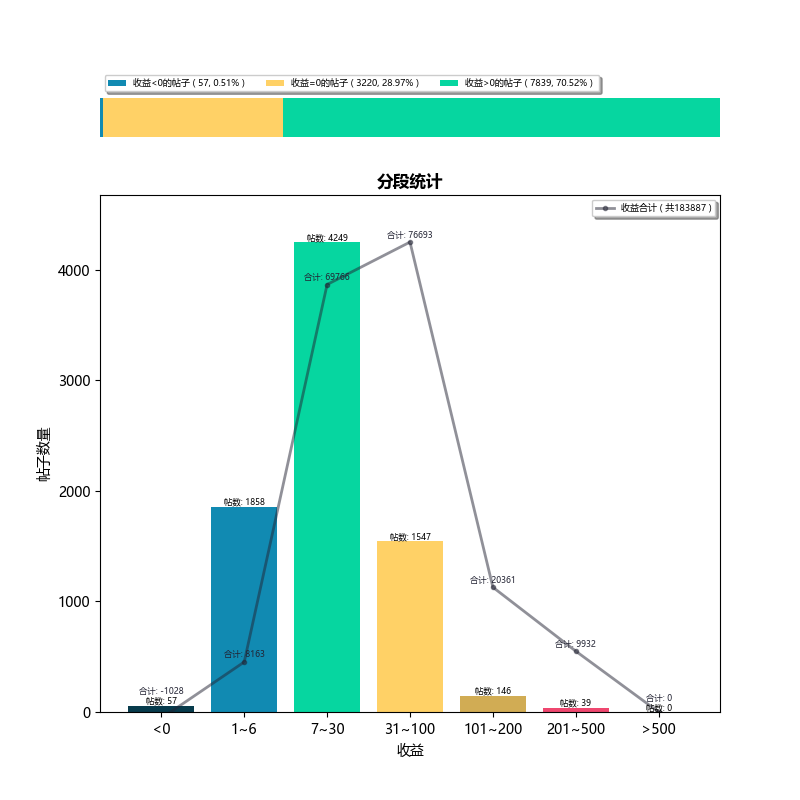 收益<0的帖子 ( 57, 0.51% ) 收益=0的帖子 ( 3220, 28.97% ) 收益>0的帖子 ( 7839, 70.52% )
分段统计
收益合计 ( 共183887 )
合计: 76693
帖数: 4249
合计: 69766
4000
3000
帖子数量
帖数: 1858
2000
帖数: 1547
合计: 20361
1000
合计: 8163
合计: 9932
合计: -1028
帖数: 57
帖数: 146
帖数: 39
合计: 0
帖数: 0
0
<0 1~6 7~30 31~100 101~200 201~500 >500
收益